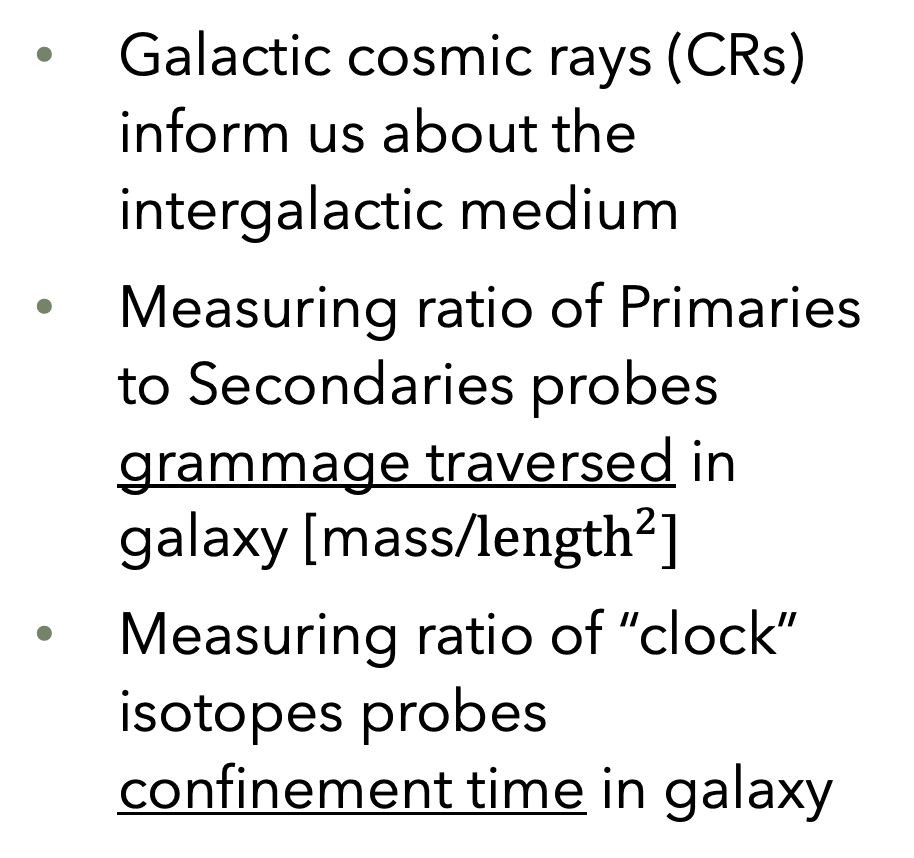 • Galactic cosmic rays (CRs)
inform us about the
intergalactic medium
• Measuring ratio of Primaries
to Secondaries probes
grammage traversed in
galaxy [mass/length²]
• Measuring ratio of “clock”
isotopes probes
confinement time in galaxy